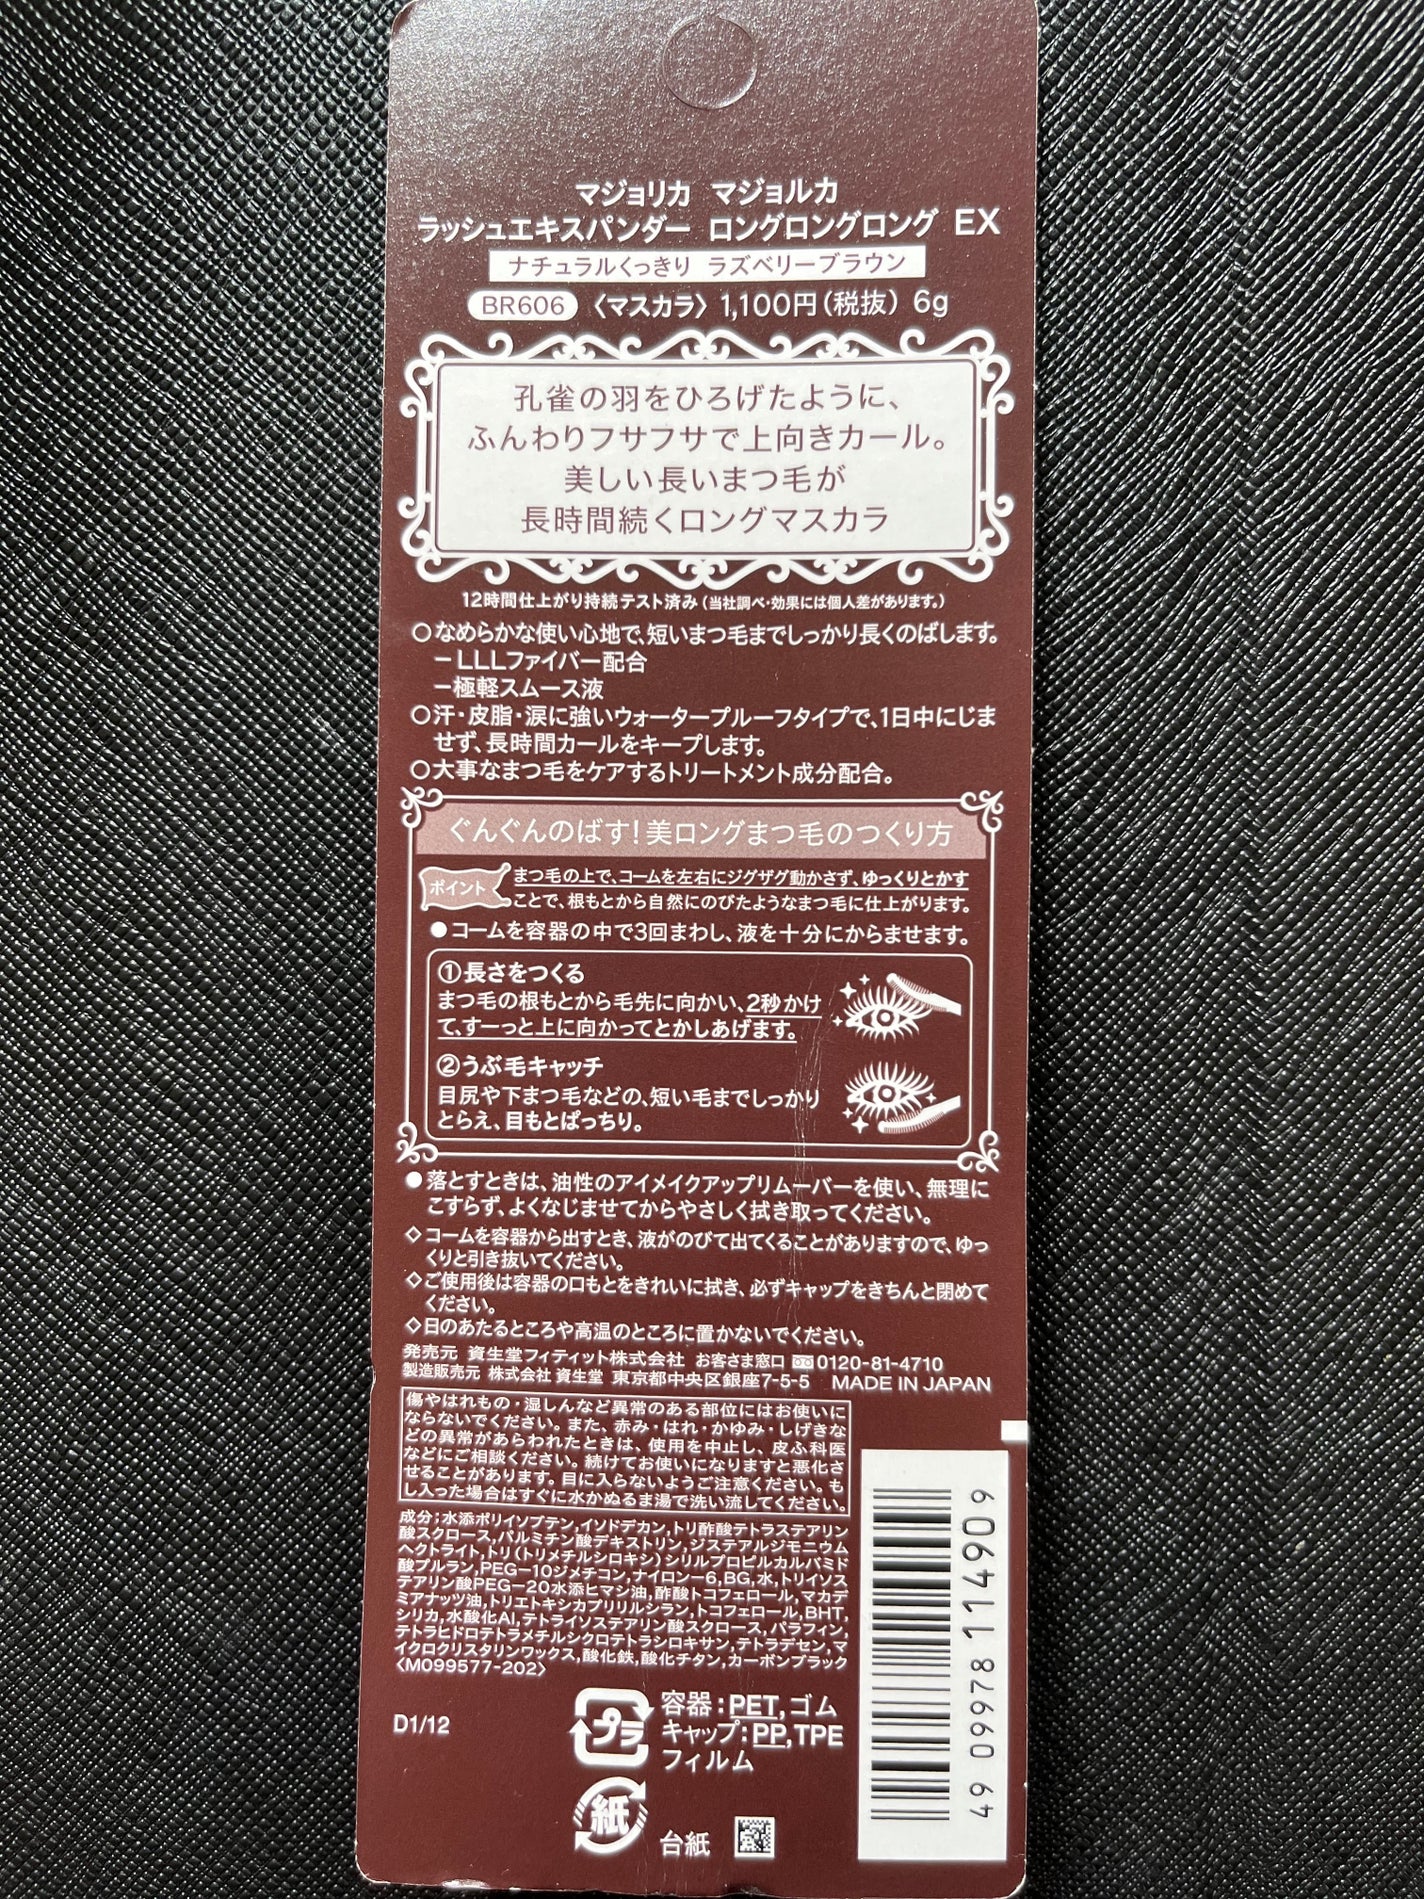 マジョリカ マジョルカ
ラッシュエキスパンダー ロングロングロング EX
ナチュラルくっきり ラズベリーブラウン
BR606 〈マスカラ〉 1,100円(税抜) 6g
孔雀の羽をひろげたように、
ふんわりフサフサで上向きカール。
美しい長いまつ毛が
長時間続くロングマスカラ
12時間仕上がり持続テスト済み(当社調べ・効果には個人差があります。)
○なめらかな使い心地で、短いまつ毛までしっかり長くのばします。
－LLLファイバー配合
－極軽スムース液
○汗・皮脂・涙に強いウォータープルーフタイプで、1日中にじま
せず、長時間カールをキープします。
○大事なまつ毛をケアするトリートメント成分配合。
ぐんぐんのばす!美ロングまつ毛のつくり方
ポイント まつ毛の上で、コームを左右にジグザグ動かさず、ゆっくりとかす
ことで、根もとから自然にのびたようなまつ毛に仕上がります。
●コームを容器の中で3回まわし、液を十分にからませます。
①長さをつくる
まつ毛の根もとから毛先に向かい、2秒かけ
て、すーっと上に向かってとかしあげます。
②うぶ毛キャッチ
目尻や下まつ毛などの、短い毛までしっかり
とらえ、目もとぱっちり。
●落とすときは、油性のアイメイクアップリムーバーを使い、無理に
こすらず、よくなじませてからやさしく拭き取ってください。
◇コームを容器から出すとき、液がのびて出てくることがありますので、ゆっ
くりと引き抜いてください。
◇ご使用後は容器の口もとをきれいに拭き、必ずキャップをきちんと閉めて
ください。
◇日のあたるところや高温のところに置かないでください。
発売元 資生堂フィティット株式会社 お客さま窓口 0120-81-4710
製造販売元 株式会社 資生堂 東京都中央区銀座7-5-5 MADE IN JAPAN
傷やはれもの・湿しんなど異常のある部位にはお使いに
ならないでください。また、赤み・はれ・かゆみ・しげきな
どの異常があらわれたときは、使用を中止し、皮ふ科医
などにご相談ください。続けてお使いになりますと悪化さ
せることがあります。目に入らないようご注意ください。も
し入った場合はすぐに水かぬるま湯で洗い流してください。
成分;水添ポリイソブテン,イソドデカン,トリ酢酸テトラステアリン
酸スクロース,パルミチン酸デキストリン,ジステアルジモニウム
ヘクトライト,トリ(トリメチルシロキシ)シリルプロピルカルバミド
酸プルラン,PEG－10ジメチコン,ナイロン－6,BG,水,トリイソス
テアリン酸PEG－20水添ヒマシ油,酢酸トコフェロール,マカデ
ミアナッツ油,トリエトキシカプリリルシラン,トコフェロール,BHT,
シリカ,水酸化Al,テトライソステアリン酸スクロース,パラフィン,
テトラヒドロテトラメチルシクロテトラシロキサン,テトラデセン,マ
イクロクリスタリンワックス,酸化鉄,酸化チタン,カーボンブラック
〈M099577-202〉
D1/12
プラ
容器:PET,ゴム
キャップ:PP,TPE
フィルム
紙
台紙
49 09978 114909